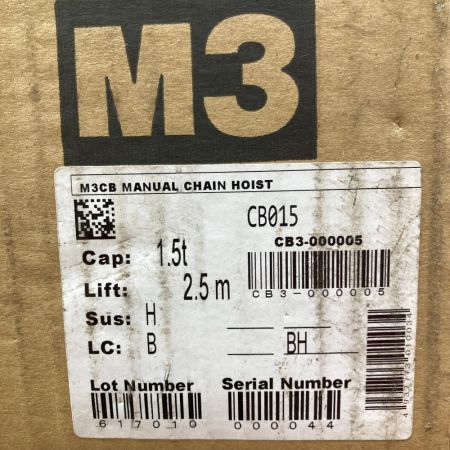 M3
M3CB MANUAL CHAIN HOIST
CB015
CB3-000005
Cap: 1.5t
Lift: 2.5m
CB3-000005
Sus: H
LC: B BH
Lot Number Serial Number
617010 000044